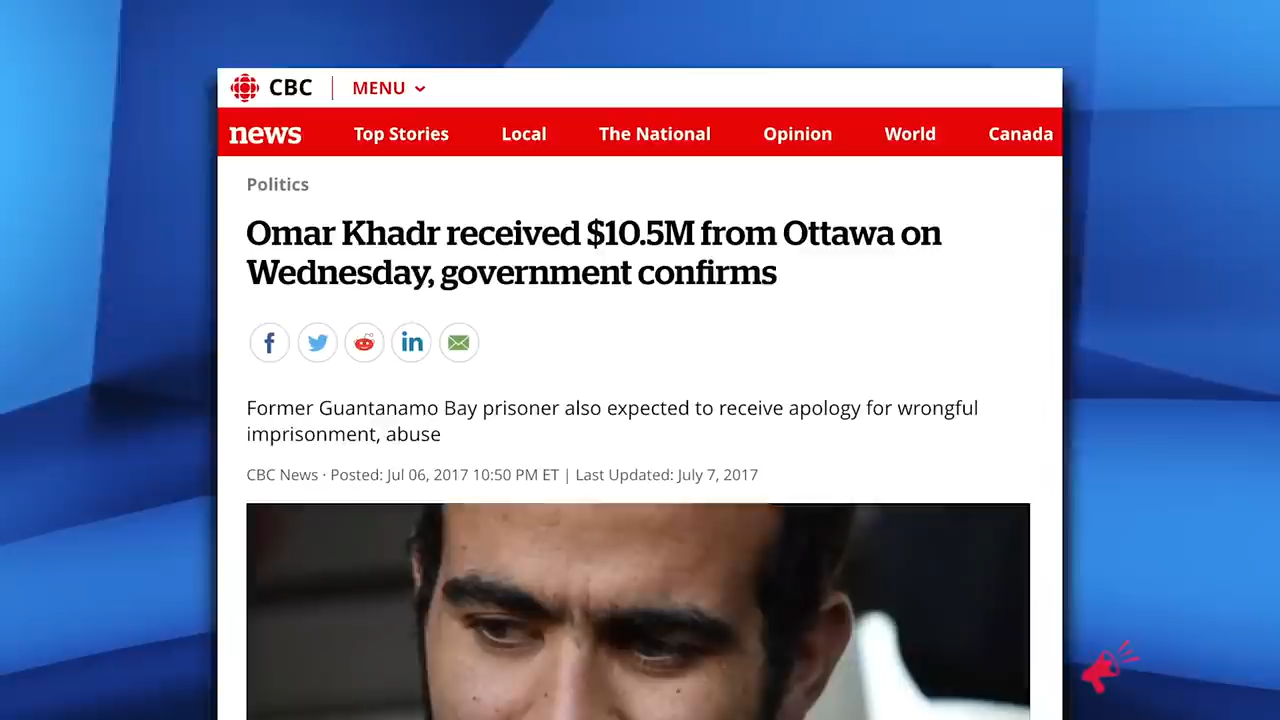 CBC MENU
news Top Stories Local The National Opinion World Canada
Politics
Omar Khadr received $10.5M from Ottawa on
Wednesday, government confirms
f in
Former Guantanamo Bay prisoner also expected to receive apology for wrongful
imprisonment, abuse
CBC News · Posted: Jul 06, 2017 10:50 PM ET | Last Updated: July 7, 2017